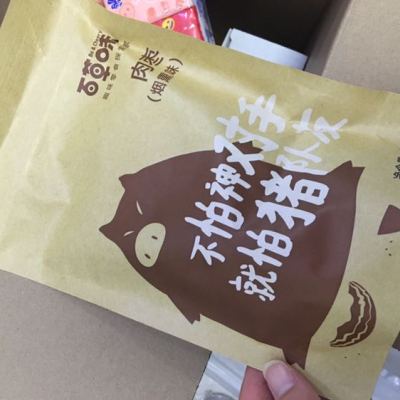 百草味
肉枣
(烟熏味)
不怕神对手
就怕猪队友